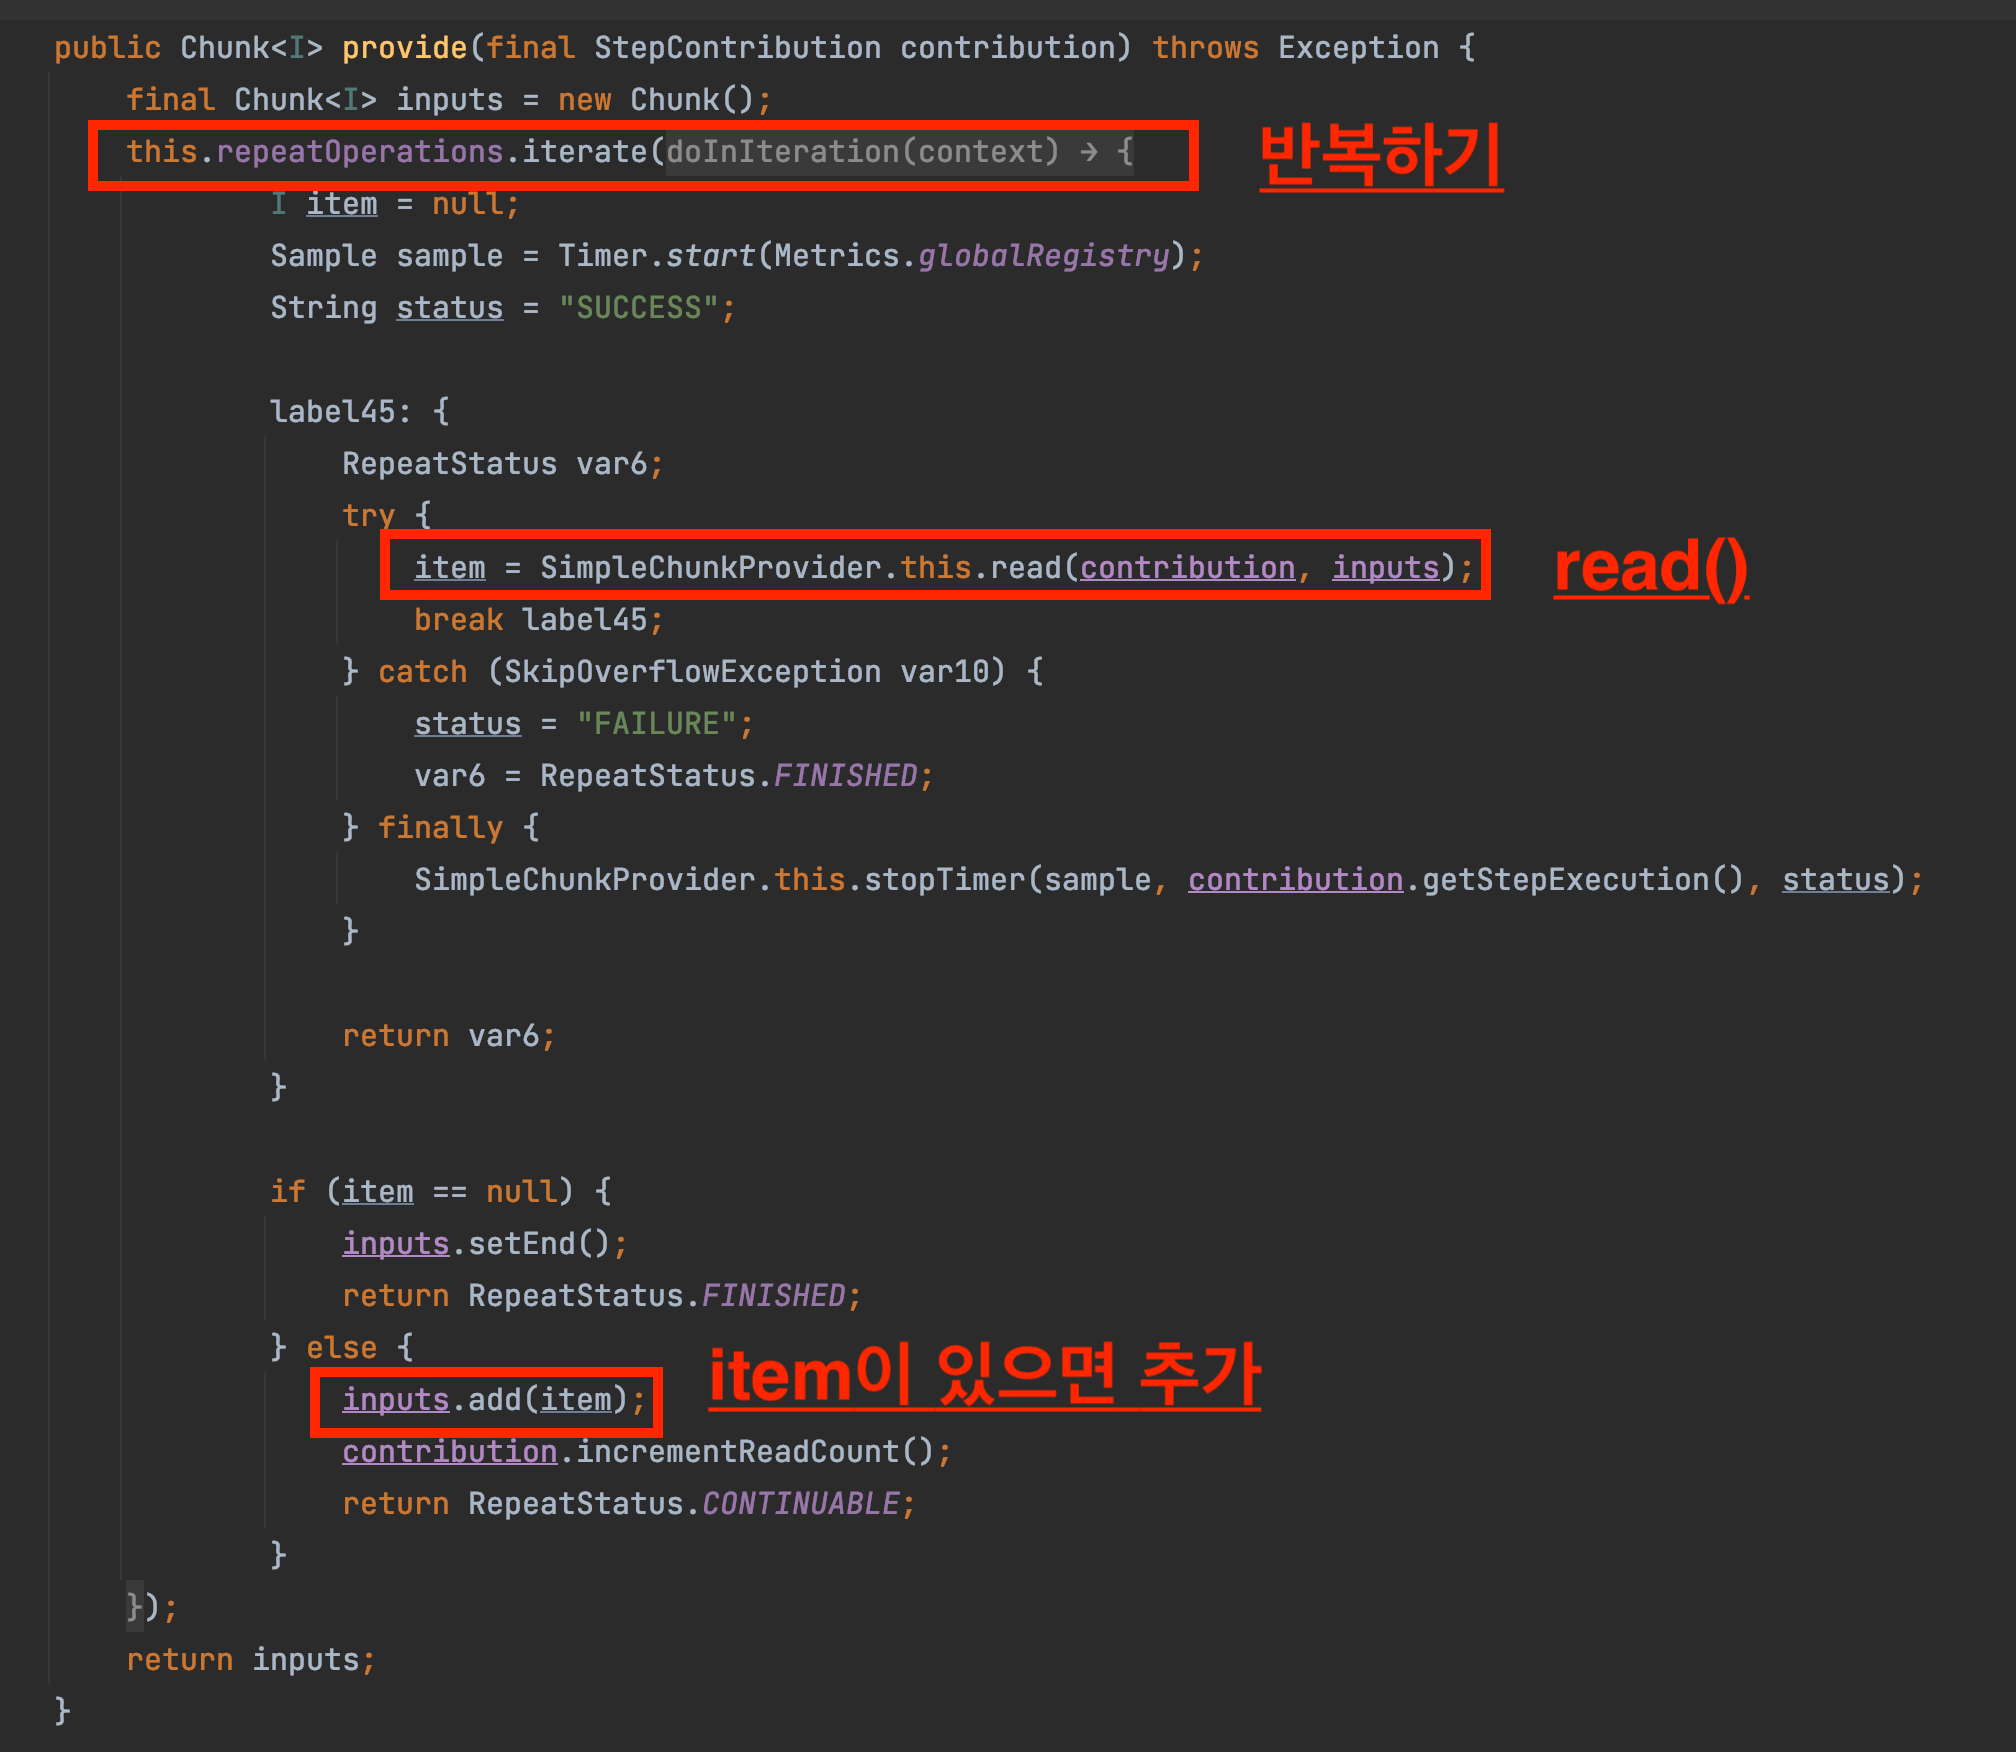 public Chunk<I> provide(final StepContribution contribution) throws Exception {
final Chunk<I> inputs = new Chunk();
this.repeatOperations.iterate(doInIteration(context) → {
반복하기
I item = null;
Sample sample = Timer.start(Metrics.globalRegistry);
String status = "SUCCESS";
label45: {
RepeatStatus var6;
try {
item = SimpleChunkProvider.this.read(contribution, inputs);
read()
break label45;
} catch (SkipOverflowException var10) {
status = "FAILURE";
var6 = RepeatStatus.FINISHED;
} finally {
SimpleChunkProvider.this.stopTimer(sample, contribution.getStepExecution(), status);
}
return var6;
}
if (item == null) {
inputs.setEnd();
return RepeatStatus.FINISHED;
} else {
inputs.add(item);
item이 있으면 추가
contribution.incrementReadCount();
return RepeatStatus.CONTINUABLE;
}
});
return inputs;
}